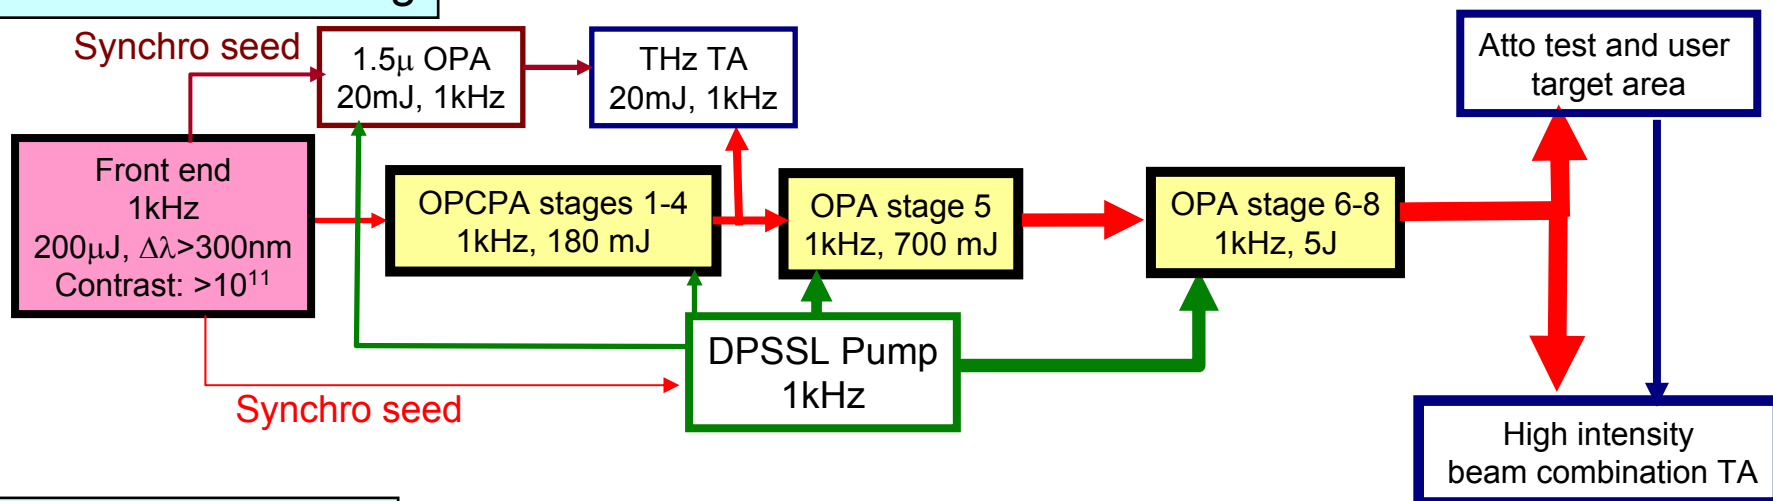 Synchro seed
1.5μ OPA
20mJ, 1kHz
THz TA
20mJ, 1kHz
Atto test and user
target area
Front end
1kHz
200μJ, Δλ>300nm
Contrast: >10¹¹
OPCPA stages 1-4
1kHz, 180 mJ
OPA stage 5
1kHz, 700 mJ
OPA stage 6-8
1kHz, 5J
DPSSL Pump
1kHz
Synchro seed
High intensity
beam combination TA